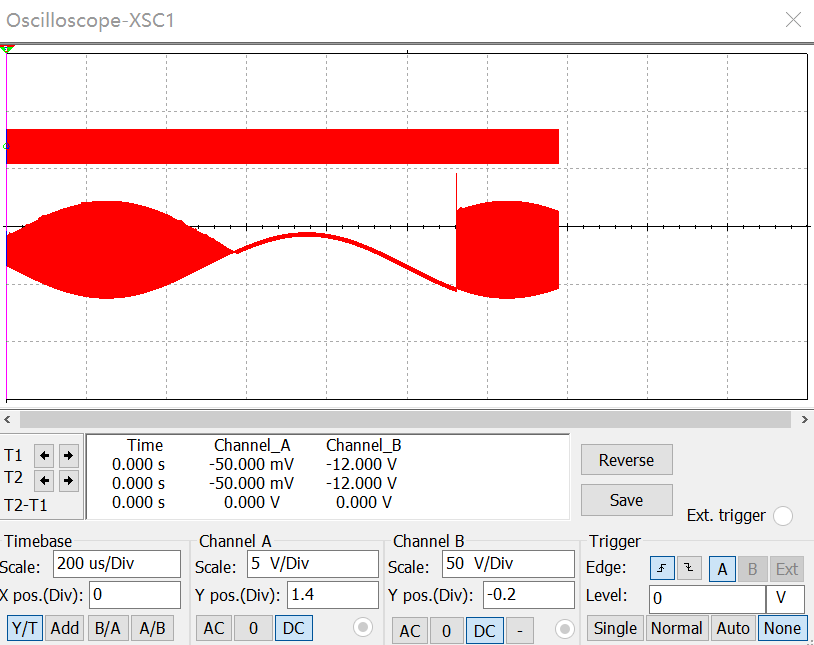 Oscilloscope-XSC1
Time Channel_A Channel_B
T1 0.000 s -50.000 mV -12.000 V
T2 0.000 s -50.000 mV -12.000 V
T2-T1 0.000 s 0.000 V 0.000 V
Reverse
Save
Ext. trigger
Timebase
Scale: 200 us/Div
X pos.(Div): 0
Y/T Add B/A A/B
Channel A
Scale: 5 V/Div
Y pos.(Div): 1.4
AC 0 DC
Channel B
Scale: 50 V/Div
Y pos.(Div): -0.2
AC 0 DC -
Trigger
Edge: A B Ext
Level: 0 V
Single Normal Auto None